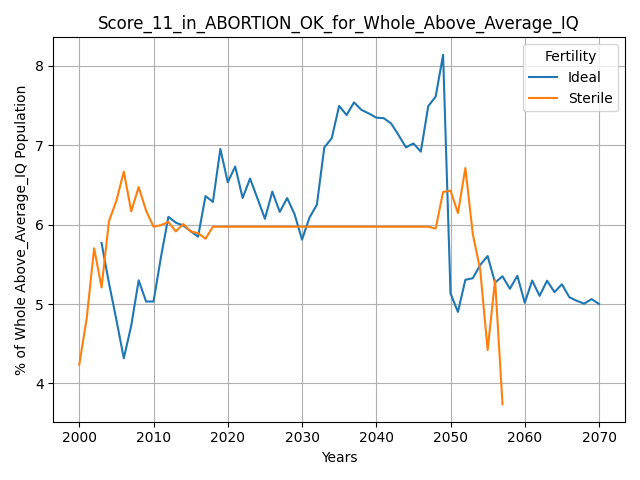 Score_11_in_ABORTION_OK_for_Whole_Above_Average_IQ
% of Whole Above_Average_IQ Population
8
7
6
5
4
Fertility
Ideal
Sterile
2000 2010 2020 2030 2040 2050 2060 2070
Years